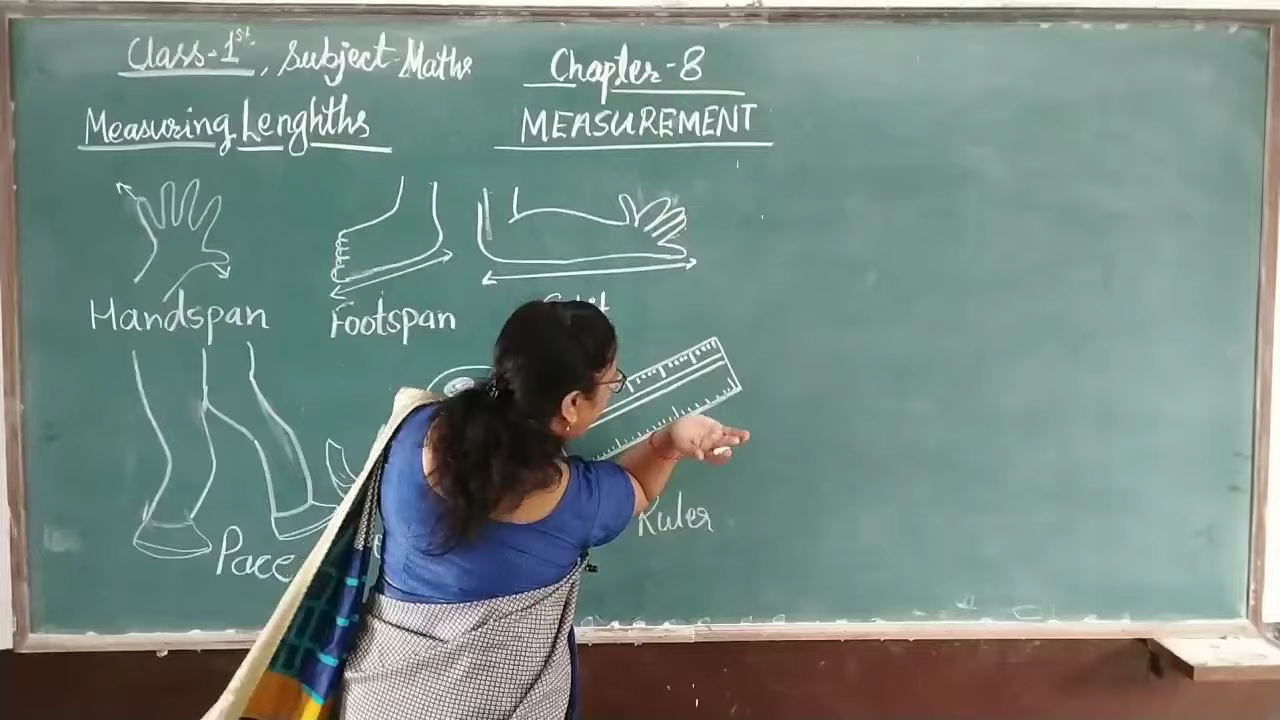 Class-1st, Subject-Maths
Chapter-8
Measuring Lenghths
MEASUREMENT
Handspan
Footspan
Pace
Ruler